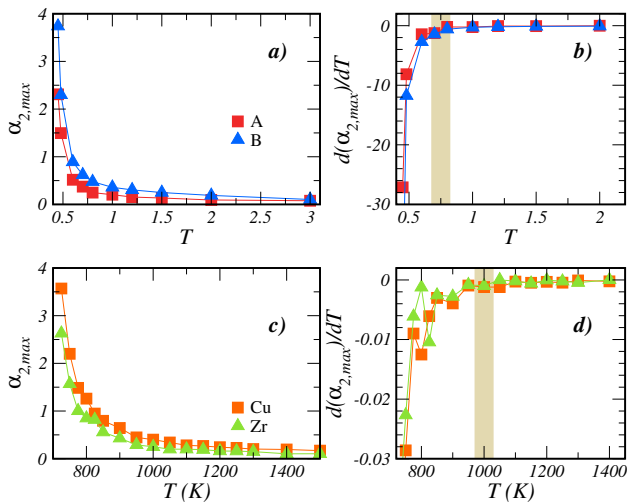 4
3
2
1
0
α2,max
a)
A
B
0.5 1 1.5 2 2.5 3
T
0
-10
-20
-30
d(α2,max)/dT
b)
0.5 1 1.5 2
T
4
3
2
1
0
α2,max
c)
Cu
Zr
800 1000 1200 1400
T (K)
0
-0.01
-0.02
-0.03
d(α2,max)/dT
d)
800 1000 1200 1400
T (K)